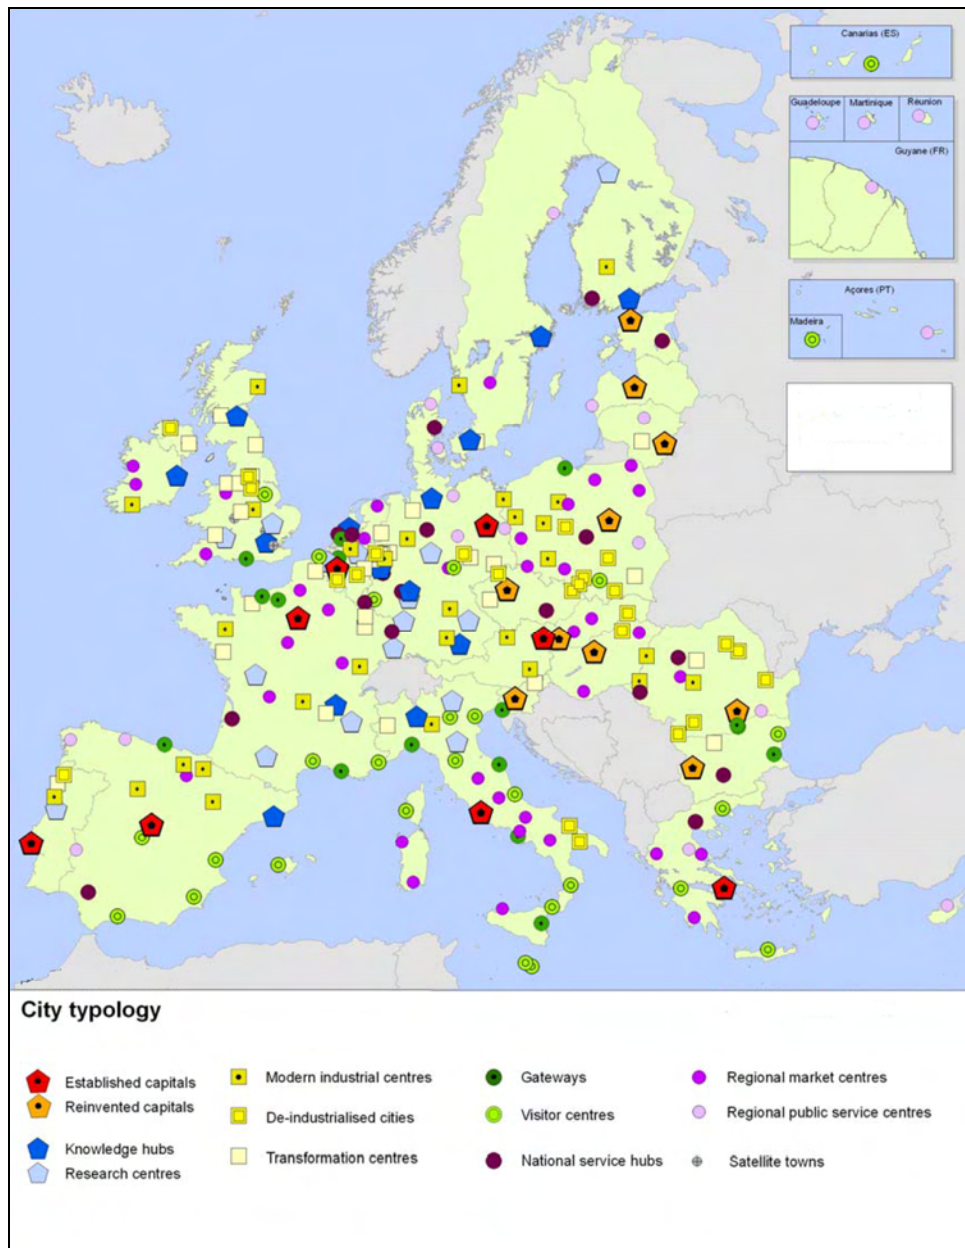 Canarias (ES)
Guadeloupe
Martinique
Réunion
Guyane (FR)
Açores (PT)
Madeira
City typology
Established capitals
Reinvented capitals
Knowledge hubs
Research centres
Modern industrial centres
De-industrialised cities
Transformation centres
Gateways
Visitor centres
National service hubs
Regional market centres
Regional public service centres
Satellite towns